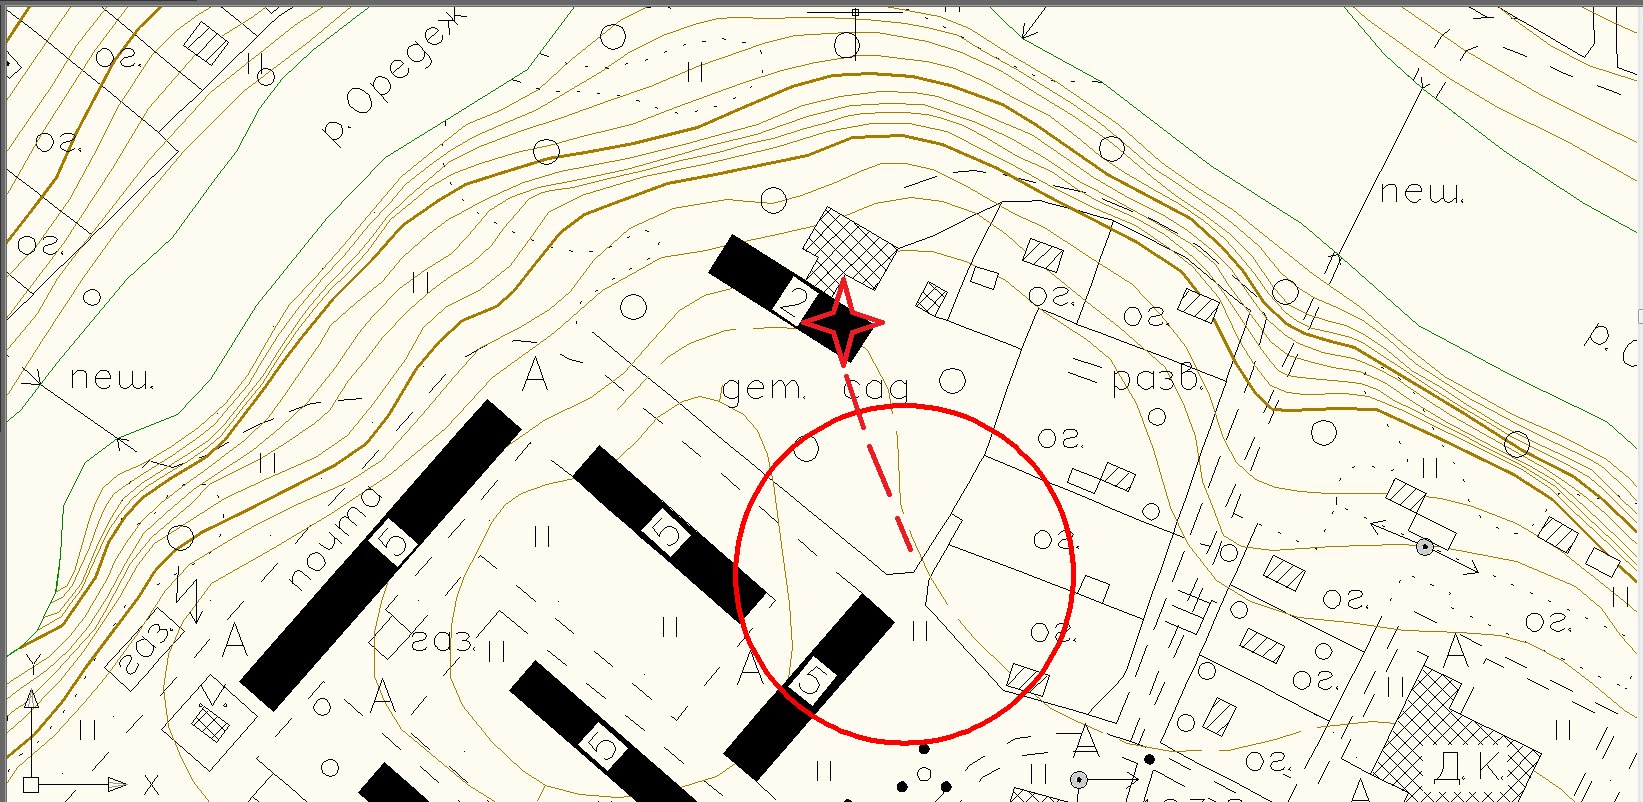 ог.
р. Оредеж
ог.
ог.
пеш.
2
ог.
ог.
р. О
пеш.
дет. сад
разв.
ог.
почта
5
5
ог.
газ.
газ.
А
А
А
А
ог.
5
5
ог.
ог.
ог.
А
А
ог.
Д. К.
А
Y
X